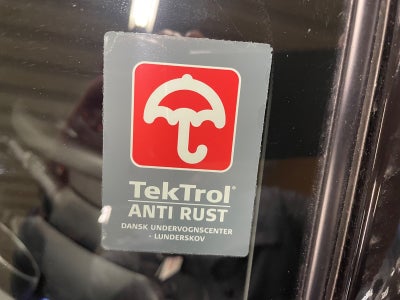 TekTrol®
ANTI RUST
DANSK UNDERVOGNSCENTER
- LUNDERSKOV